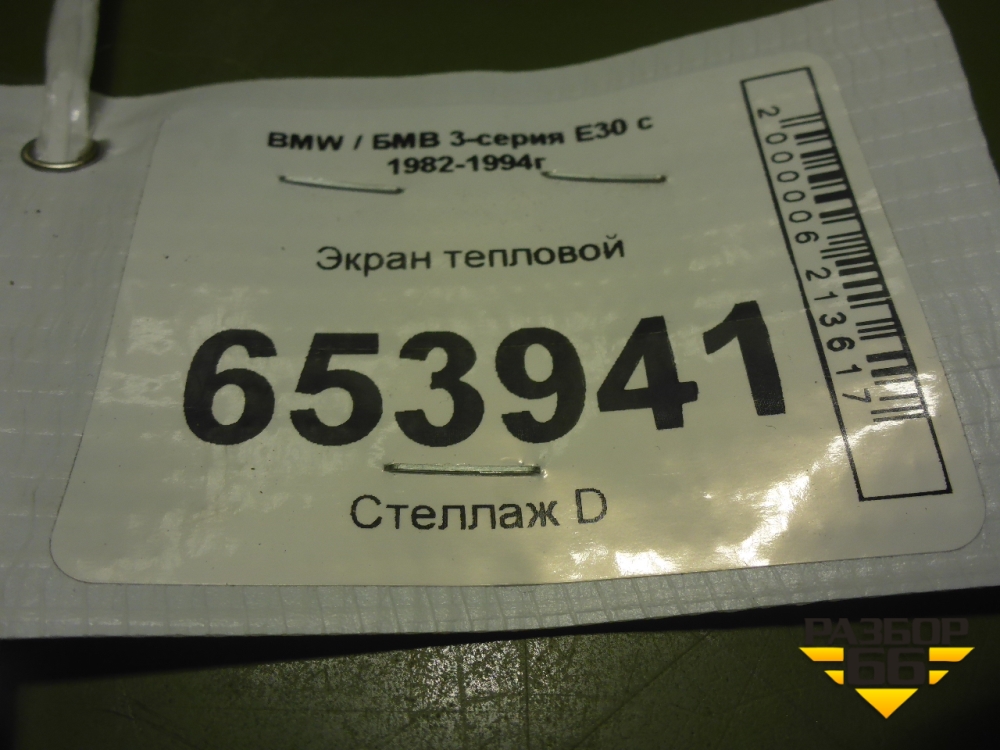 BMW / БМВ 3-серия E30 с
1982-1994г
Экран тепловой
653941
Стеллаж D
2000006213617
РАЗБОР
66